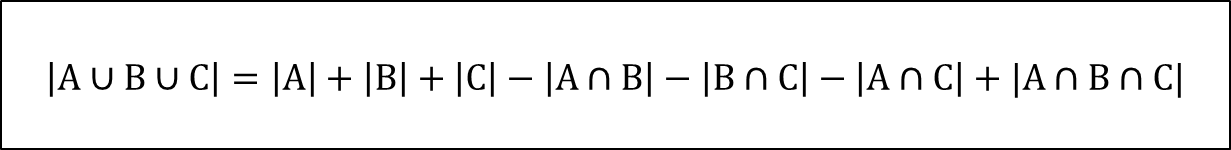 |A ∪ B ∪ C| = |A| + |B| + |C| − |A ∩ B| − |B ∩ C| − |A ∩ C| + |A ∩ B ∩ C|